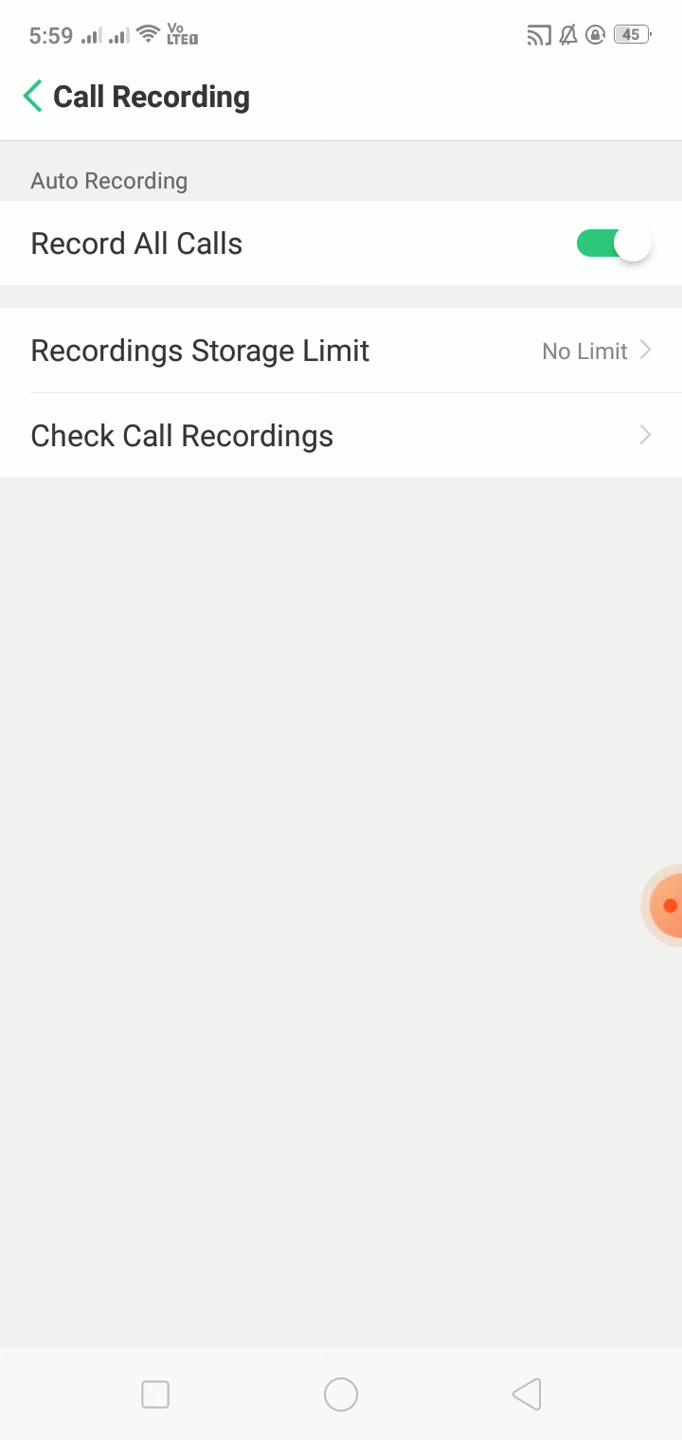 5:59 Vo LTE1 45
Call Recording
Auto Recording
Record All Calls
Recordings Storage Limit No Limit
Check Call Recordings